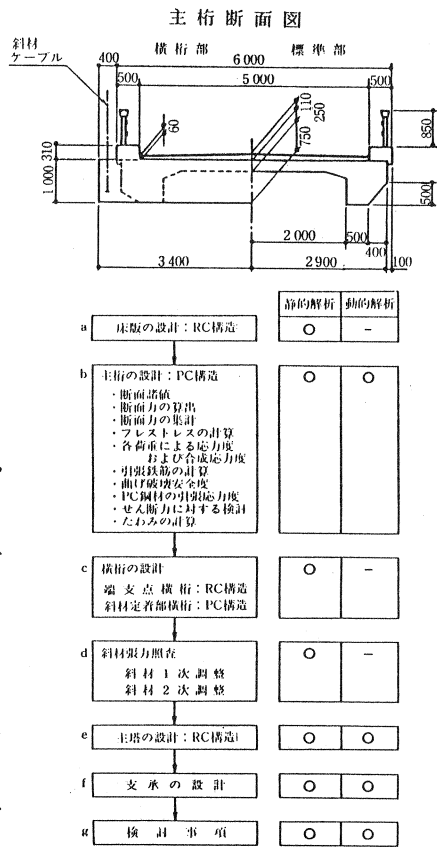 主桁断面図
斜材
ケーブル
横桁部
標準部
400
6 000
500
5 000
500
60
110
250
750
850
310
1 000
500
2 000
500
400
3 400
2 900
100
静的解析 動的解析
a 床版の設計：RC構造 ○ −
b 主桁の設計：PC構造 ○ ○
・断面諸値
・断面力の算出
・断面力の集計
・プレストレスの計算
・各荷重による応力度
および合成応力度
・引張鉄筋の計算
・曲げ破壊安全度
・PC鋼材の引張応力度
・せん断力に対する検討
・たわみの計算
c 横桁の設計 ○ −
端支点横桁：RC構造
斜材定着部横桁：PC構造
d 斜材張力照査 ○ −
斜材1次調整
斜材2次調整
e 主塔の設計：RC構造 ○ ○
f 支承の設計 ○ ○
g 検討事項 ○ ○